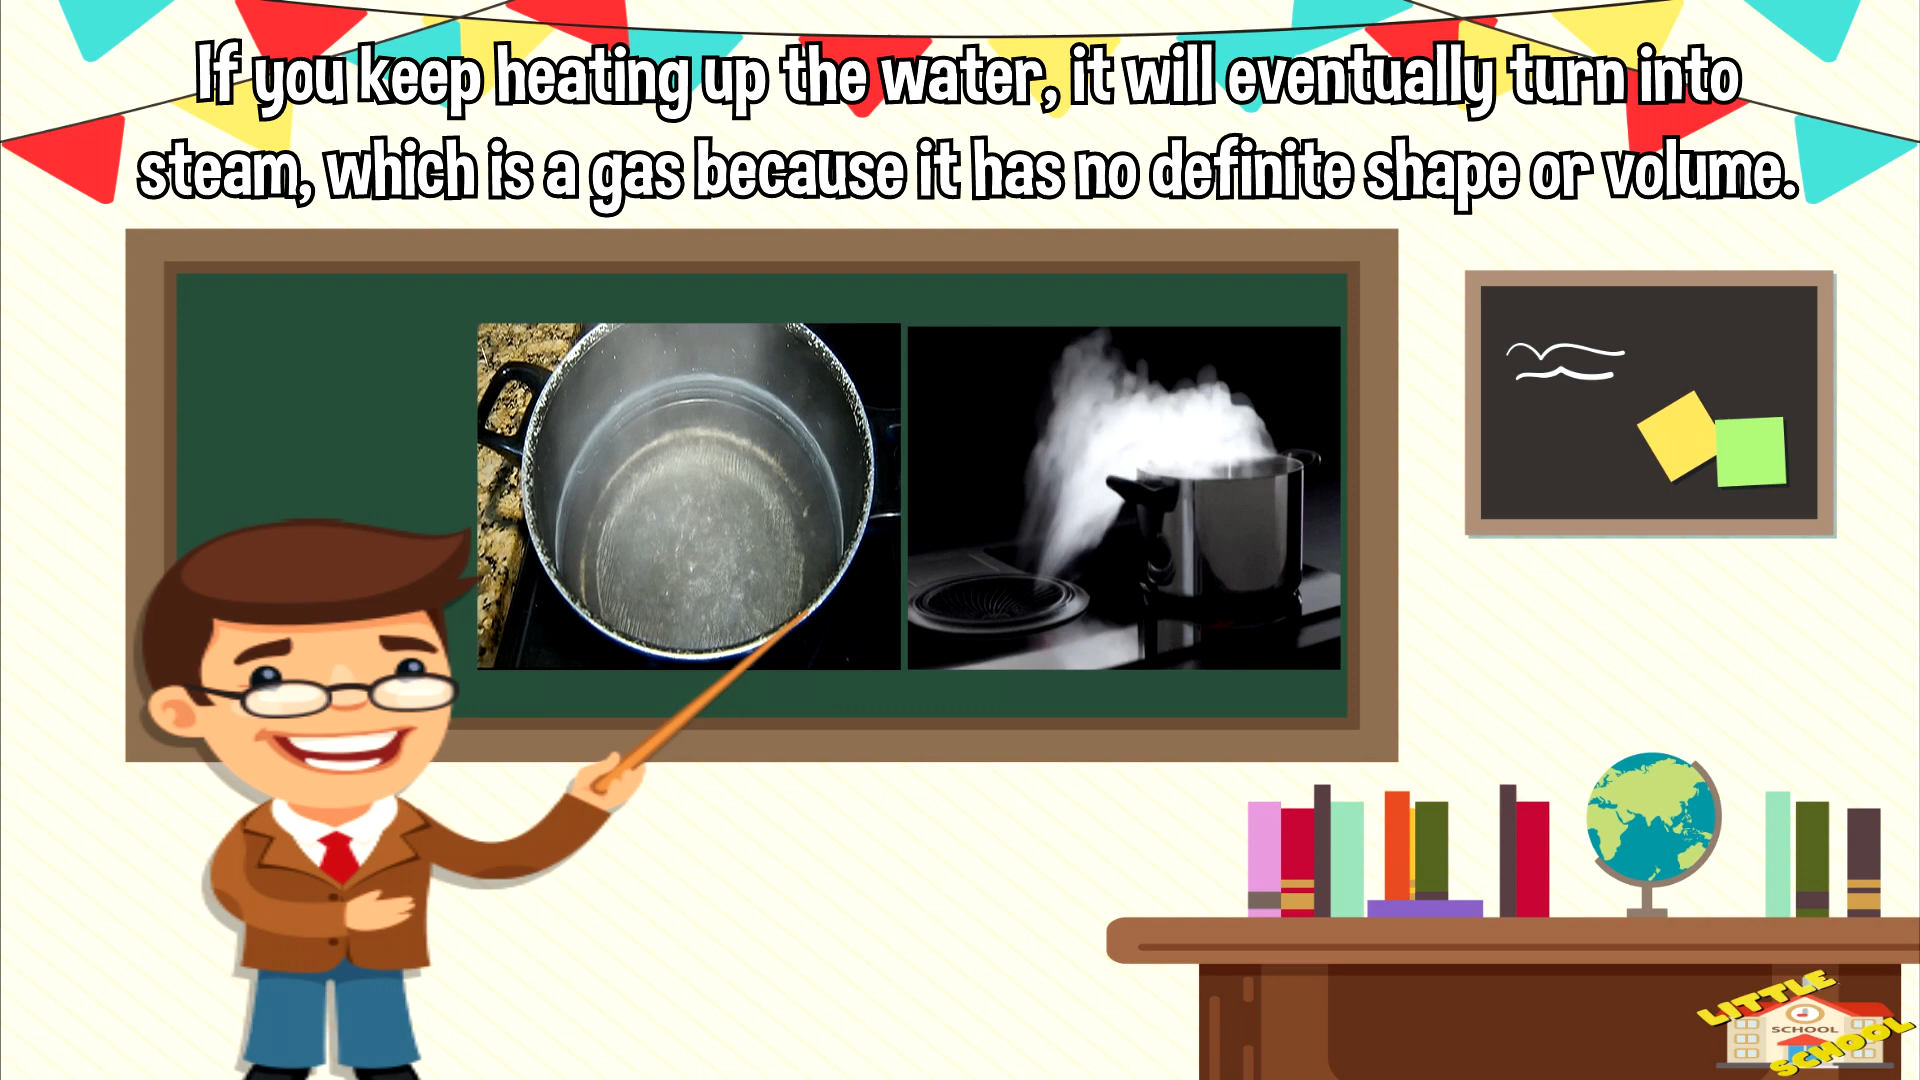 If you keep heating up the water, it will eventually turn into
steam, which is a gas because it has no definite shape or volume.
LITTLE
SCHOOL
SCHOOL